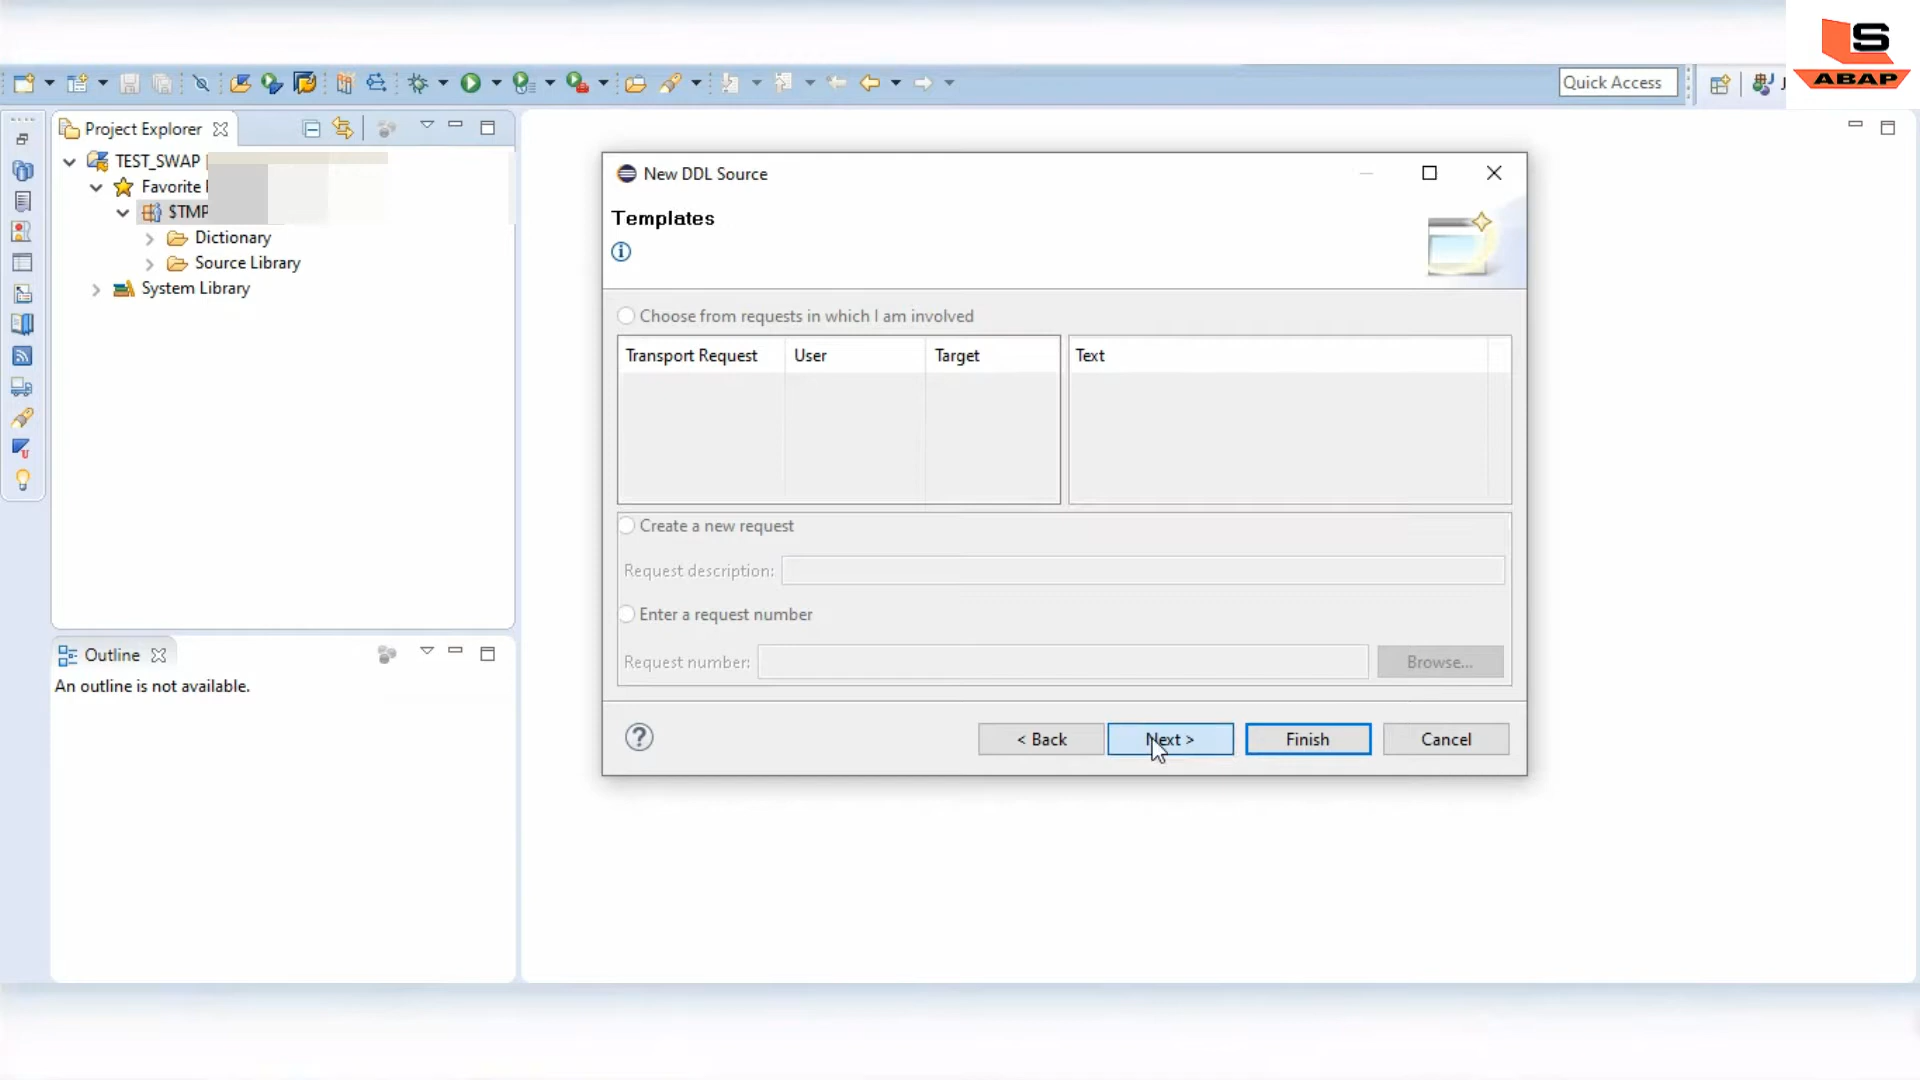 Quick Access
J
S
ABAP
Project Explorer
TEST_SWAP
Favorite
$TMP
Dictionary
Source Library
System Library
Outline
An outline is not available.
New DDL Source
Templates
Choose from requests in which I am involved
Transport Request User Target Text
Create a new request
Request description:
Enter a request number
Request number:
Browse...
< Back
Next >
Finish
Cancel